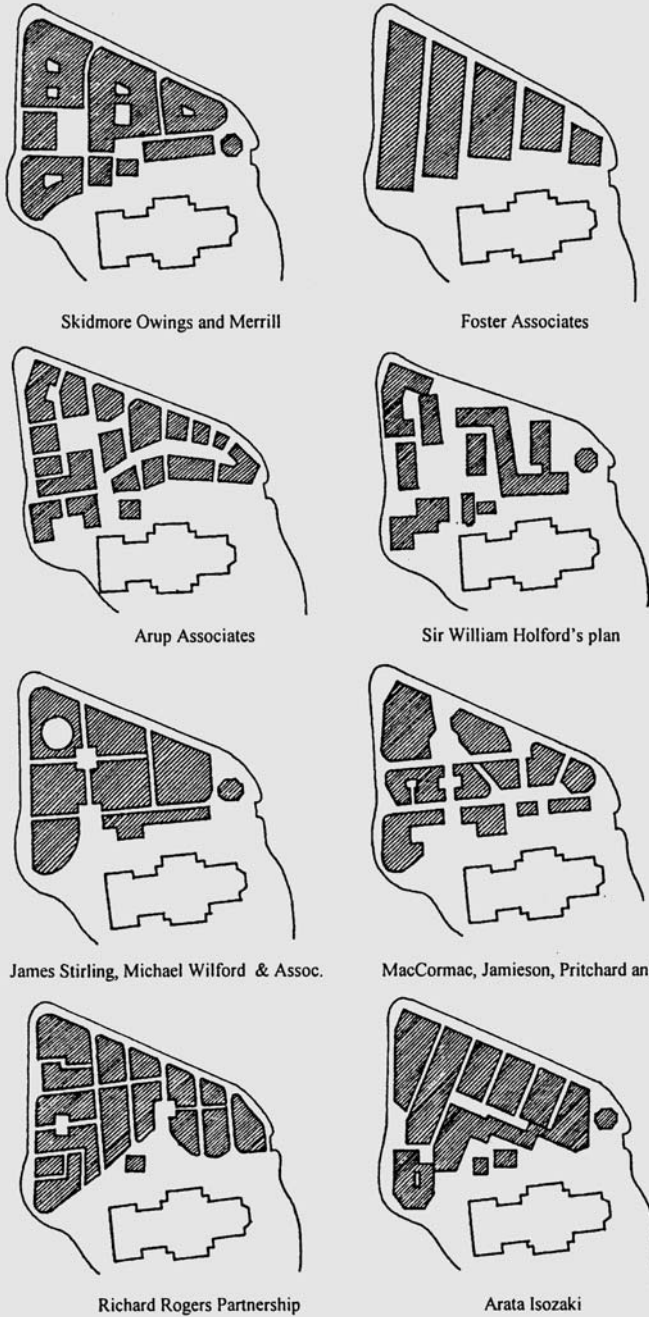 Skidmore Owings and Merrill
Foster Associates
Arup Associates
Sir William Holford's plan
James Stirling, Michael Wilford & Assoc.
MacCormac, Jamieson, Pritchard an
Richard Rogers Partnership
Arata Isozaki